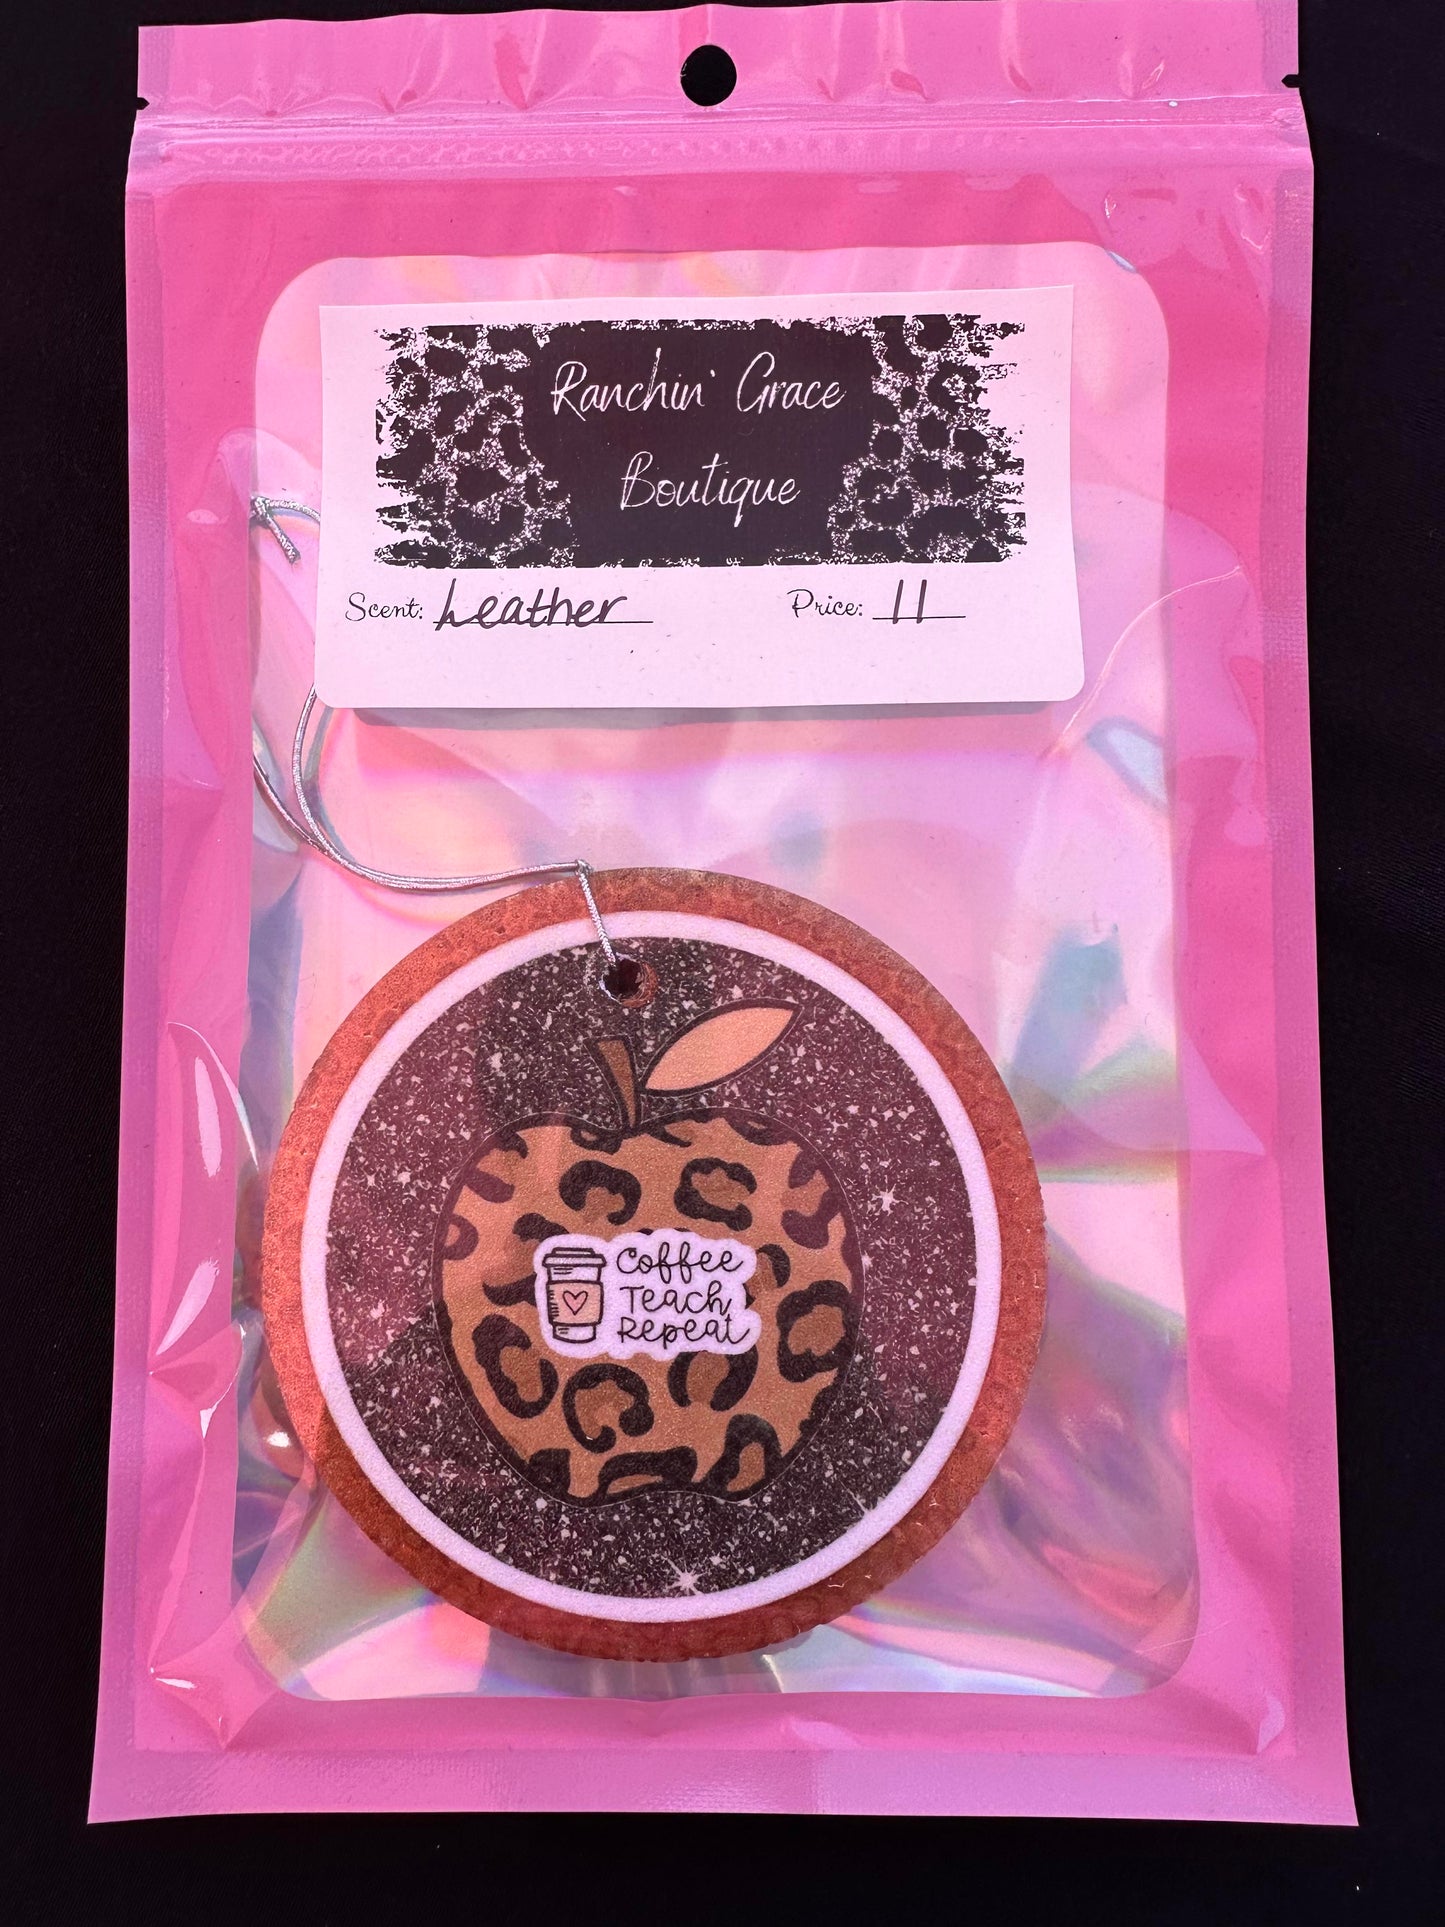 Ranchin' Grace
Boutique
Scent: Leather Price: 11
Coffee
Teach,
Repeat